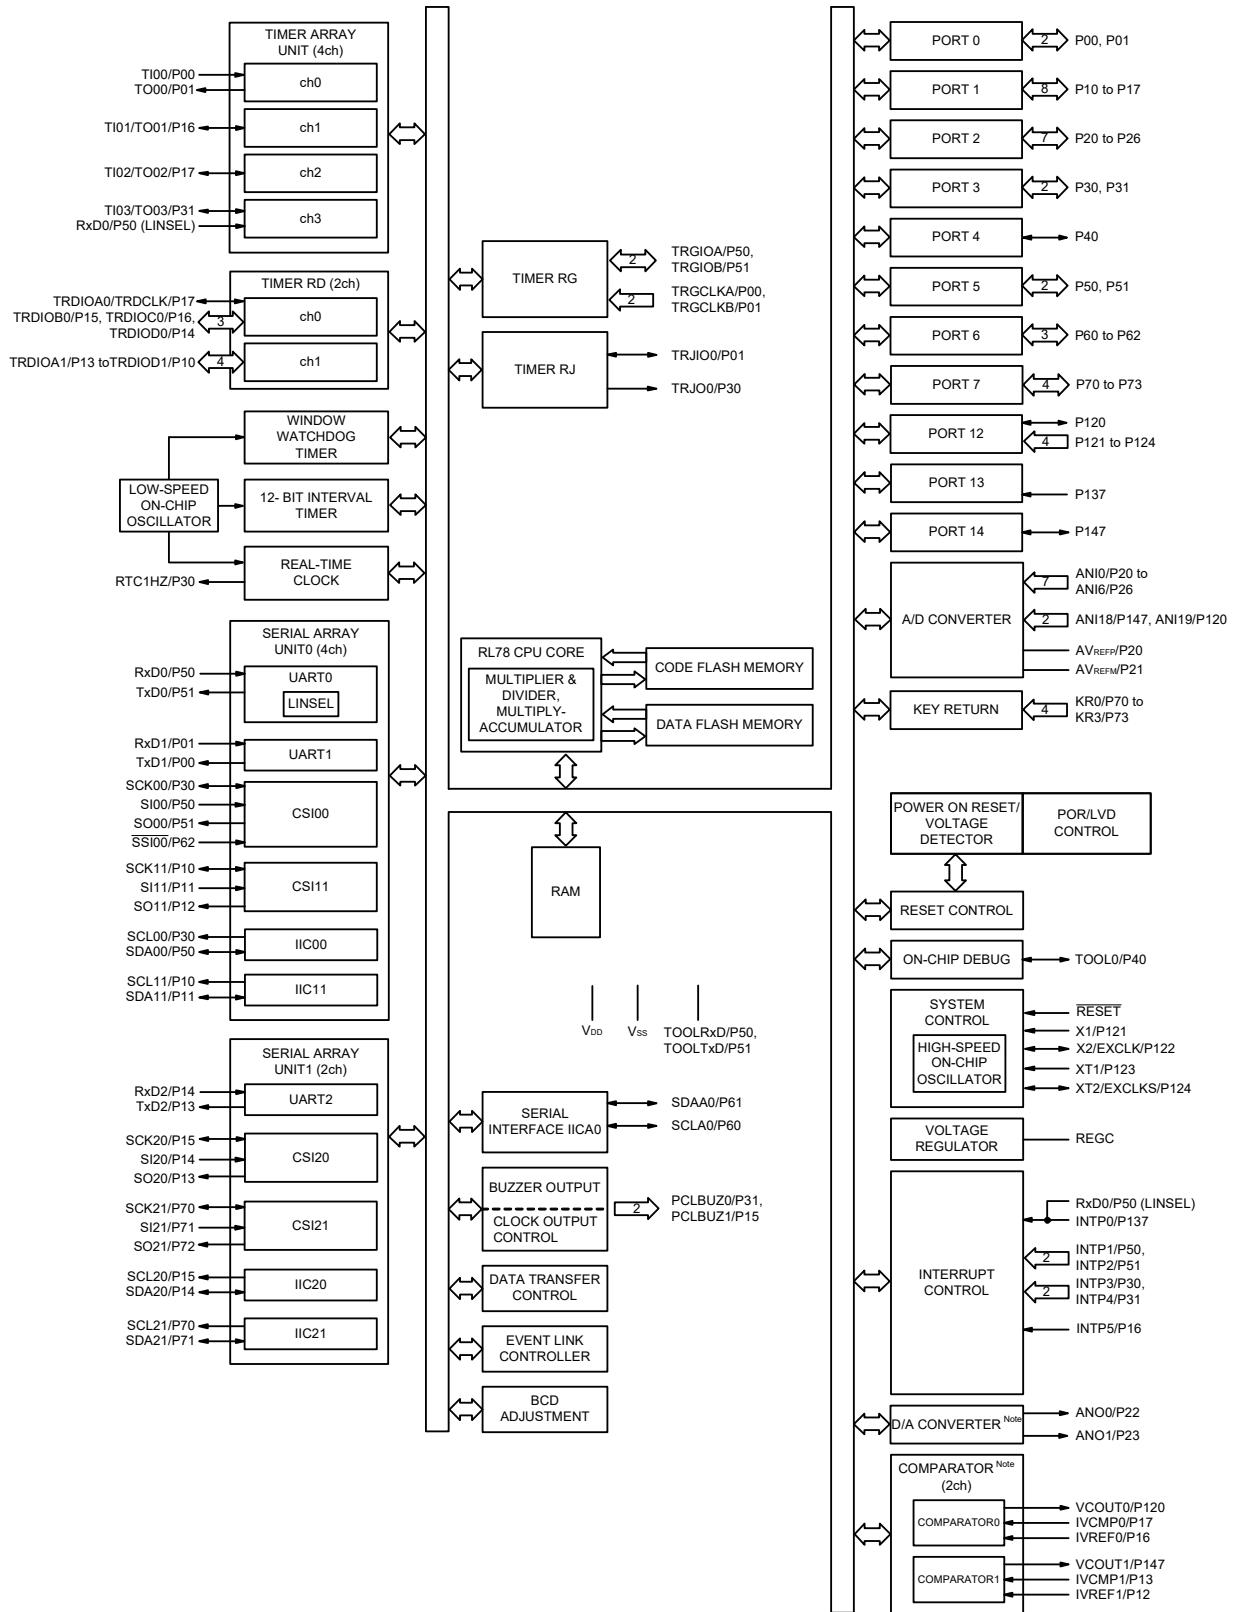 TIMER ARRAY
UNIT (4ch)
TI00/P00
TO00/P01
ch0
TI01/TO01/P16
ch1
TI02/TO02/P17
ch2
TI03/TO03/P31
RxD0/P50 (LINSEL)
ch3
TIMER RD (2ch)
TRDIOA0/TRDCLK/P17
TRDIOB0/P15, TRDIOC0/P16,
TRDIOD0/P14
3
ch0
TRDIOA1/P13 toTRDIOD1/P10
4
ch1
WINDOW
WATCHDOG
TIMER
LOW-SPEED
ON-CHIP
OSCILLATOR
12- BIT INTERVAL
TIMER
REAL-TIME
CLOCK
RTC1HZ/P30
SERIAL ARRAY
UNIT0 (4ch)
RxD0/P50
TxD0/P51
UART0
LINSEL
RxD1/P01
TxD1/P00
UART1
SCK00/P30
SI00/P50
SO00/P51
SSI00/P62
CSI00
SCK11/P10
SI11/P11
SO11/P12
CSI11
SCL00/P30
SDA00/P50
IIC00
SCL11/P10
SDA11/P11
IIC11
SERIAL ARRAY
UNIT1 (2ch)
RxD2/P14
TxD2/P13
UART2
SCK20/P15
SI20/P14
SO20/P13
CSI20
SCK21/P70
SI21/P71
SO21/P72
CSI21
SCL20/P15
SDA20/P14
IIC20
SCL21/P70
SDA21/P71
IIC21
TIMER RG
2
TRGIOA/P50,
TRGIOB/P51
2
TRGCLKA/P00,
TRGCLKB/P01
TIMER RJ
TRJIO0/P01
TRJO0/P30
RL78 CPU CORE
MULTIPLIER &
DIVIDER,
MULTIPLY-
ACCUMULATOR
CODE FLASH MEMORY
DATA FLASH MEMORY
RAM
VDD
VSS
TOOLRxD/P50,
TOOLTxD/P51
SERIAL
INTERFACE IICA0
SDAA0/P61
SCLA0/P60
BUZZER OUTPUT
CLOCK OUTPUT
CONTROL
2
PCLBUZ0/P31,
PCLBUZ1/P15
DATA TRANSFER
CONTROL
EVENT LINK
CONTROLLER
BCD
ADJUSTMENT
PORT 0
2
P00, P01
PORT 1
8
P10 to P17
PORT 2
7
P20 to P26
PORT 3
2
P30, P31
PORT 4
P40
PORT 5
2
P50, P51
PORT 6
3
P60 to P62
PORT 7
4
P70 to P73
PORT 12
P120
4
P121 to P124
PORT 13
P137
PORT 14
P147
A/D CONVERTER
7
ANI0/P20 to
ANI6/P26
2
ANI18/P147, ANI19/P120
AVREFP/P20
AVREFM/P21
KEY RETURN
4
KR0/P70 to
KR3/P73
POWER ON RESET/
VOLTAGE
DETECTOR
POR/LVD
CONTROL
RESET CONTROL
ON-CHIP DEBUG
TOOL0/P40
SYSTEM
CONTROL
HIGH-SPEED
ON-CHIP
OSCILLATOR
RESET
X1/P121
X2/EXCLK/P122
XT1/P123
XT2/EXCLKS/P124
VOLTAGE
REGULATOR
REGC
INTERRUPT
CONTROL
RxD0/P50 (LINSEL)
INTP0/P137
2
INTP1/P50,
INTP2/P51
2
INTP3/P30,
INTP4/P31
INTP5/P16
D/A CONVERTER Note
ANO0/P22
ANO1/P23
COMPARATOR Note
(2ch)
COMPARATOR0
VCOUT0/P120
IVCMP0/P17
IVREF0/P16
COMPARATOR1
VCOUT1/P147
IVCMP1/P13
IVREF1/P12